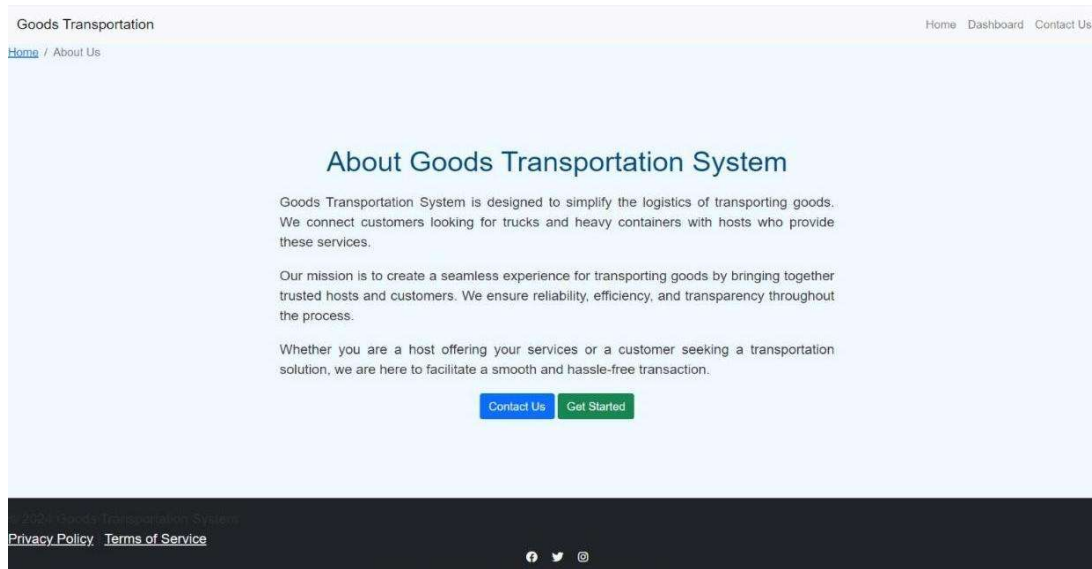 Goods Transportation
Home Dashboard Contact Us
Home / About Us
About Goods Transportation System
Goods Transportation System is designed to simplify the logistics of transporting goods.
We connect customers looking for trucks and heavy containers with hosts who provide
these services.
Our mission is to create a seamless experience for transporting goods by bringing together
trusted hosts and customers. We ensure reliability, efficiency, and transparency throughout
the process.
Whether you are a host offering your services or a customer seeking a transportation
solution, we are here to facilitate a smooth and hassle-free transaction.
Contact Us Get Started
© 2024 Goods Transportation System
Privacy Policy Terms of Service